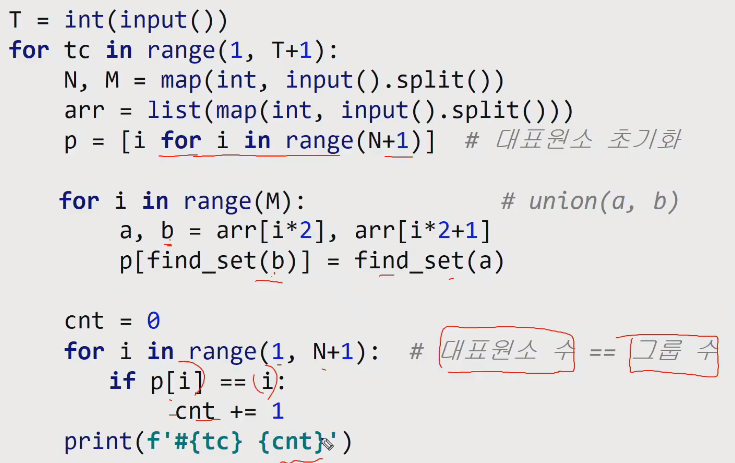 T = int(input())
for tc in range(1, T+1):
    N, M = map(int, input().split())
    arr = list(map(int, input().split()))
    p = [i for i in range(N+1)]  # 대표원소 초기화
    for i in range(M):            # union(a, b)
        a, b = arr[i*2], arr[i*2+1]
        p[find_set(b)] = find_set(a)
    cnt = 0
    for i in range(1, N+1):  # 대표원소 수 == 그룹 수
        if p[i] == i:
            cnt += 1
    print(f'#{tc} {cnt}')